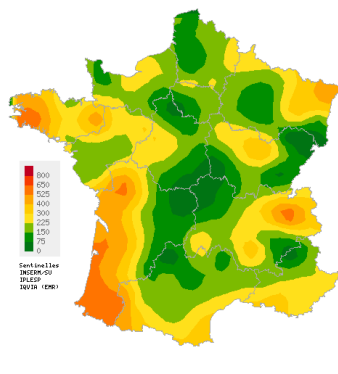 800
650
525
400
300
225
150
75
0
Sentinelles
INSERM/SU
IPLESP
IQVIA (EMR)